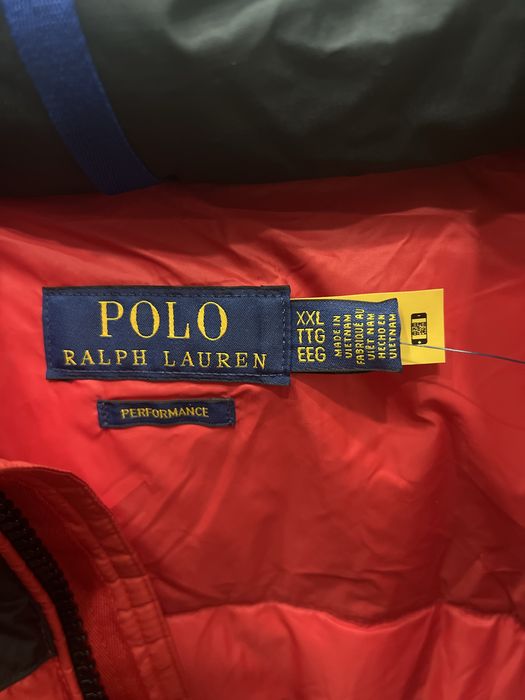 POLO
RALPH LAUREN
XXL
TTG
EEG
MADE IN
VIETNAM
FABRIQUÉ AU
VIÊT NAM
HECHO EN
VIETNAM
PERFORMANCE